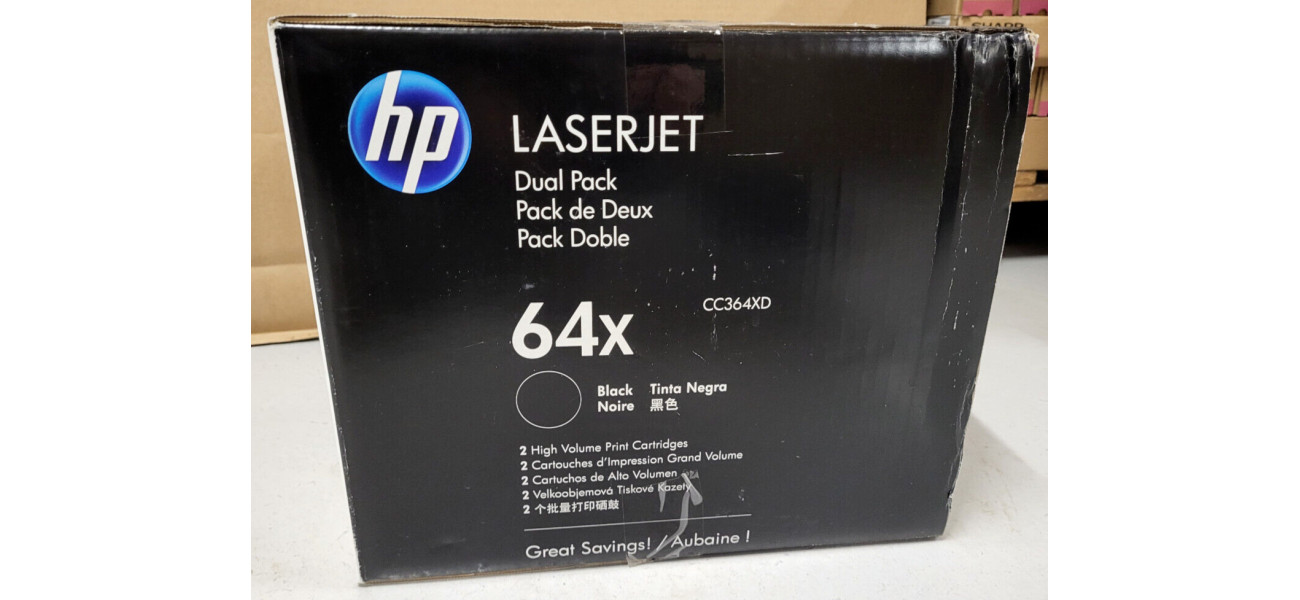 SHARP
hp
LASERJET
Dual Pack
Pack de Deux
Pack Doble
CC364XD
64x
Black Tinta Negra
Noire 黑色
2 High Volume Print Cartridges
2 Cartouches d'Impression Grand Volume
2 Cartuchos de Alto Volumen
2 Velkoobjemová Tiskové Kazety
2 个批量打印硒鼓
Great Savings! / Aubaine !